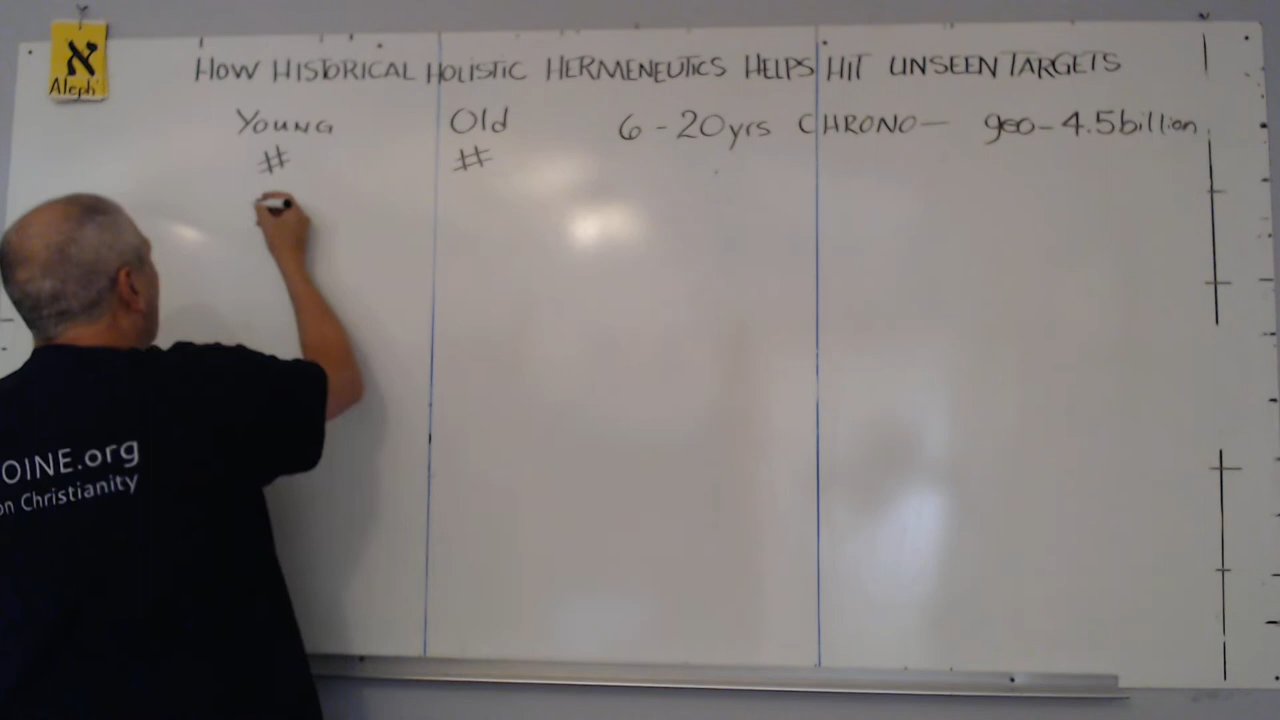 א
Aleph
HOW HISTORICAL HOLISTIC HERMENEUTICS HELPS HIT UNSEEN TARGETS
YOUNG Old 6-20yrs CHRONO- geo-4.5billion
# #
OINE.org
on Christianity